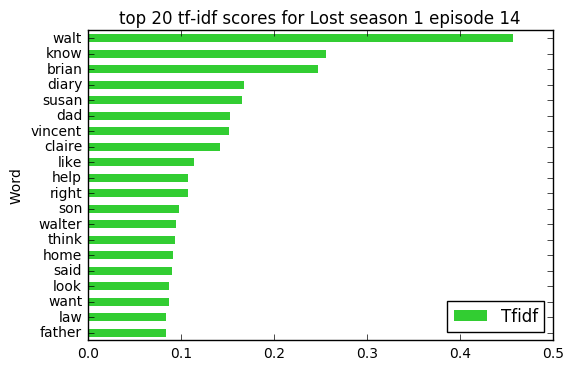 top 20 tf-idf scores for Lost season 1 episode 14
Word
walt
know
brian
diary
susan
dad
vincent
claire
like
help
right
son
walter
think
home
said
look
want
law
father
Tfidf
0.0 0.1 0.2 0.3 0.4 0.5